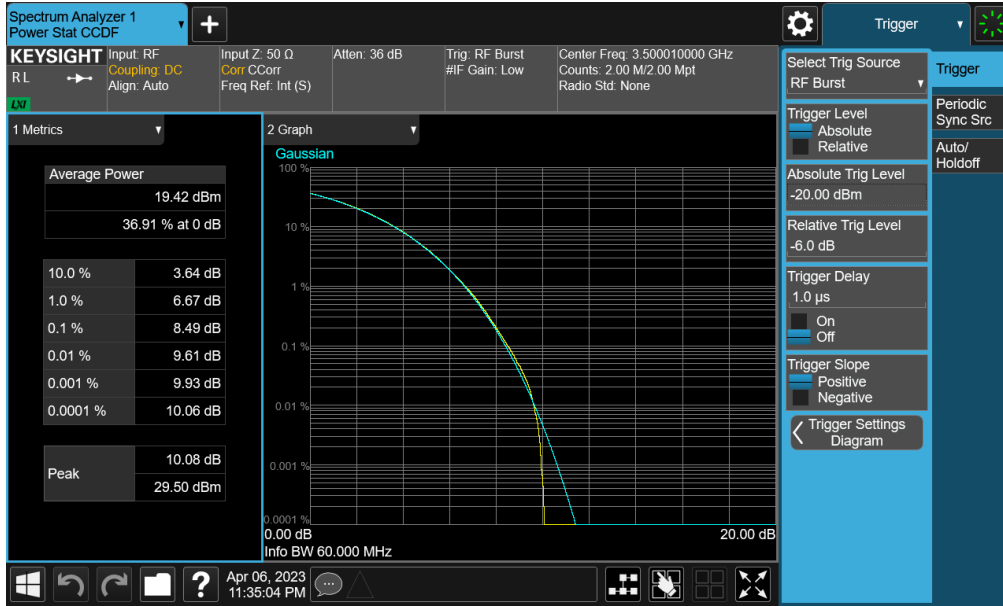 Spectrum Analyzer 1
Power Stat CCDF
Trigger
KEYSIGHT
R L
LXI
Input: RF
Coupling: DC
Align: Auto
Input Z: 50 Ω
Corr CCorr
Freq Ref: Int (S)
Atten: 36 dB
Trig: RF Burst
#IF Gain: Low
Center Freq: 3.500010000 GHz
Counts: 2.00 M/2.00 Mpt
Radio Std: None
1 Metrics
Average Power
19.42 dBm
36.91 % at 0 dB
10.0 % 3.64 dB
1.0 % 6.67 dB
0.1 % 8.49 dB
0.01 % 9.61 dB
0.001 % 9.93 dB
0.0001 % 10.06 dB
Peak
10.08 dB
29.50 dBm
2 Graph
Gaussian
100 %
10 %
1 %
0.1 %
0.01 %
0.001 %
0.0001 %
0.00 dB 20.00 dB
Info BW 60.000 MHz
Select Trig Source
RF Burst
Trigger Level
Absolute
Relative
Absolute Trig Level
-20.00 dBm
Relative Trig Level
-6.0 dB
Trigger Delay
1.0 µs
On
Off
Trigger Slope
Positive
Negative
Trigger Settings
Diagram
Trigger
Periodic
Sync Src
Auto/
Holdoff
?
Apr 06, 2023
11:35:04 PM